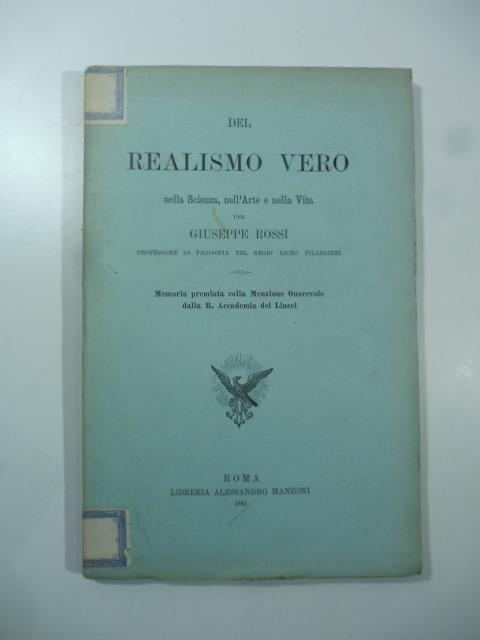 DEL
REALISMO VERO
nella Scienza, nell'Arte e nella Vita
PER
GIUSEPPE ROSSI
PROFESSORE DI FILOSOFIA NEL REGIO LICEO FILANGIERI
Memoria premiata colla Menzione Onorevole
dalla R. Accademia dei Lincei
ROMA
LIBRERIA ALESSANDRO MANZONI